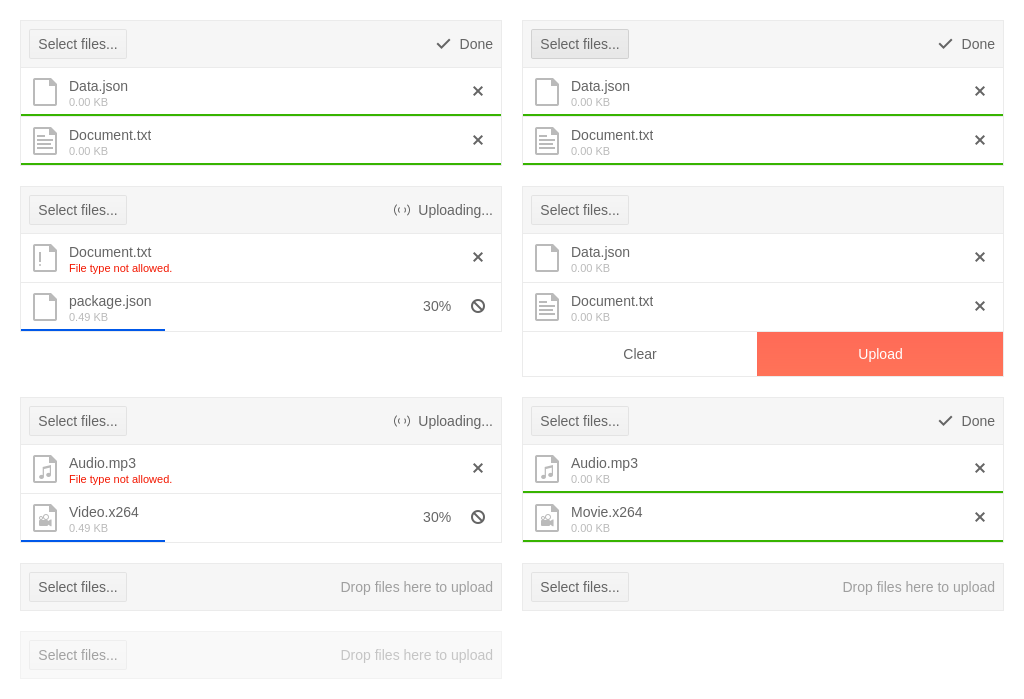 Select files...
Done
Data.json
0.00 KB
Document.txt
0.00 KB
Select files...
Done
Data.json
0.00 KB
Document.txt
0.00 KB
Select files...
Uploading...
Document.txt
File type not allowed.
package.json
0.49 KB
30%
Select files...
Data.json
0.00 KB
Document.txt
0.00 KB
Clear
Upload
Select files...
Uploading...
Audio.mp3
File type not allowed.
Video.x264
0.49 KB
30%
Select files...
Done
Audio.mp3
0.00 KB
Movie.x264
0.00 KB
Select files...
Drop files here to upload
Select files...
Drop files here to upload
Select files...
Drop files here to upload